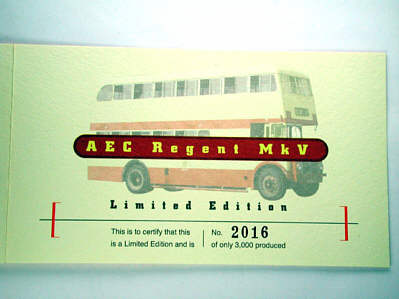 AEC Regent MkV
Limited Edition
This is to certify that this
is a Limited Edition and is
No. 2016
of only 3,000 produced